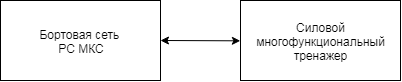 Бортовая сеть
РС МКС
Силовой
многофункциональный
тренажер